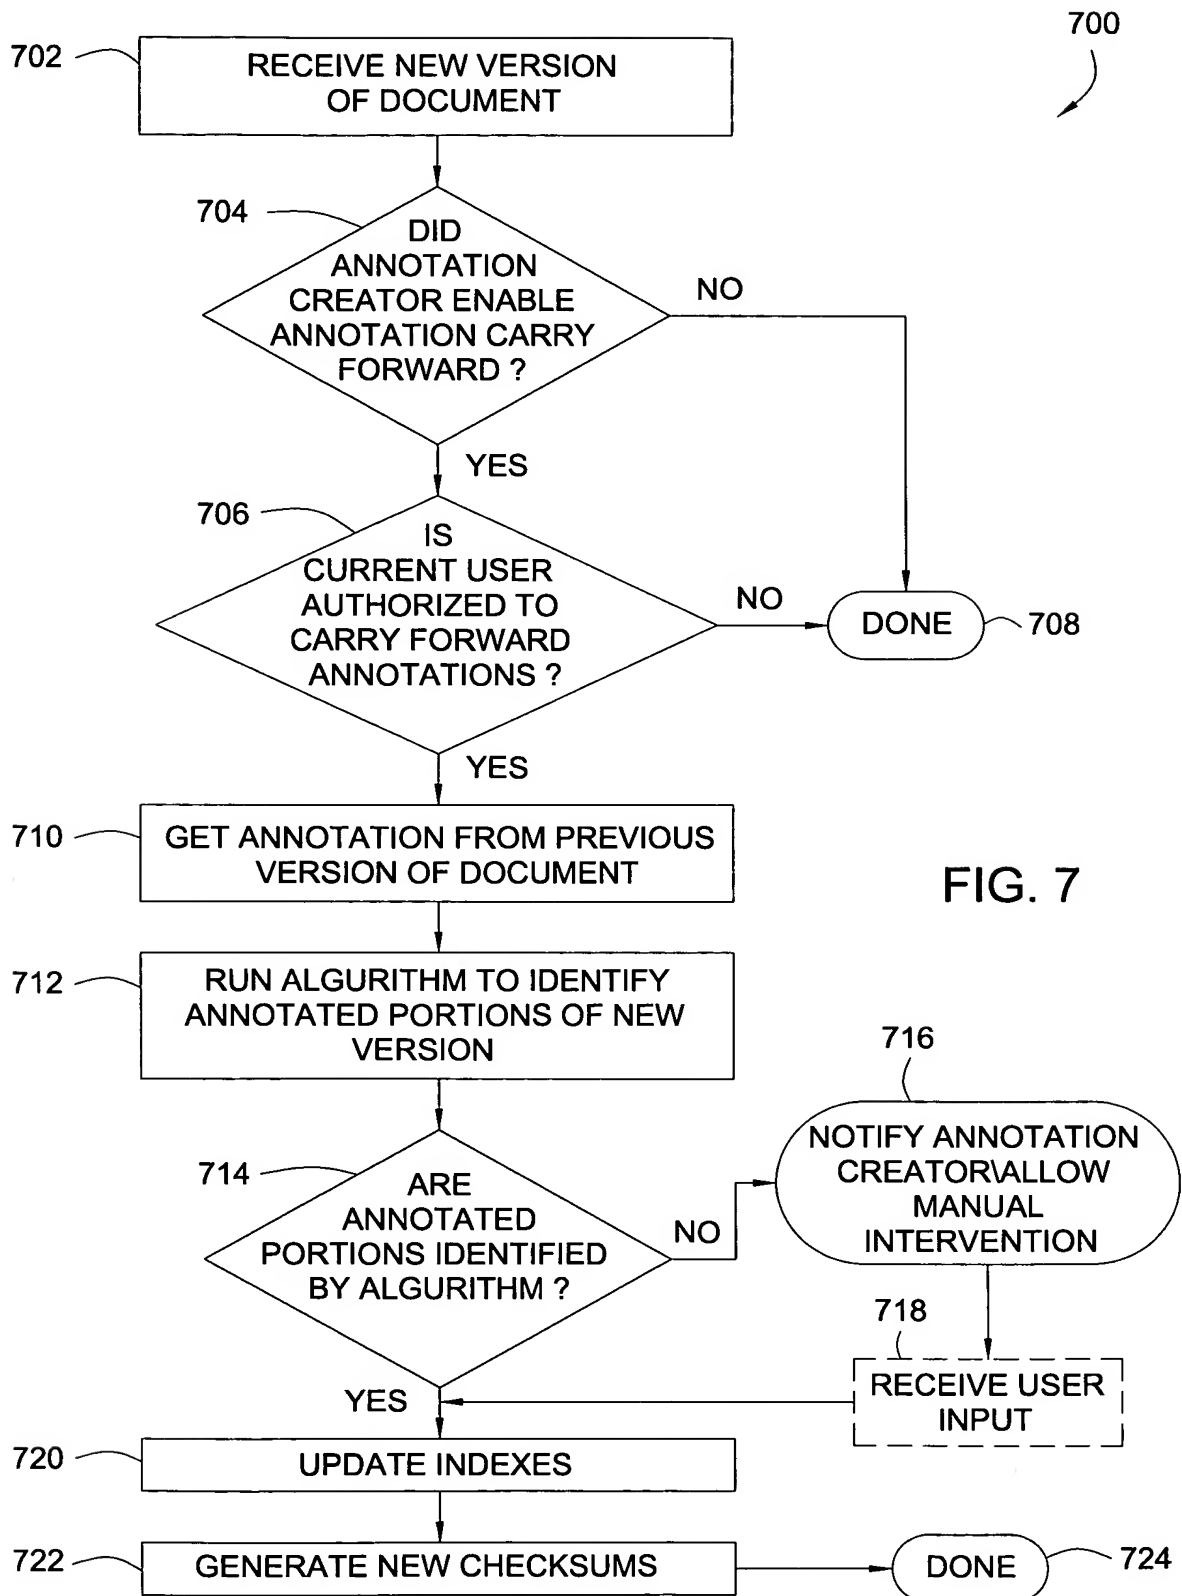 700
702
RECEIVE NEW VERSION
OF DOCUMENT
704
DID
ANNOTATION
CREATOR ENABLE
ANNOTATION CARRY
FORWARD ?
NO
YES
706
IS
CURRENT USER
AUTHORIZED TO
CARRY FORWARD
ANNOTATIONS ?
NO
DONE
708
YES
710
GET ANNOTATION FROM PREVIOUS
VERSION OF DOCUMENT
FIG. 7
712
RUN ALGURITHM TO IDENTIFY
ANNOTATED PORTIONS OF NEW
VERSION
714
ARE
ANNOTATED
PORTIONS IDENTIFIED
BY ALGURITHM ?
NO
716
NOTIFY ANNOTATION
CREATOR\ALLOW
MANUAL
INTERVENTION
718
RECEIVE USER
INPUT
YES
720
UPDATE INDEXES
722
GENERATE NEW CHECKSUMS
DONE
724